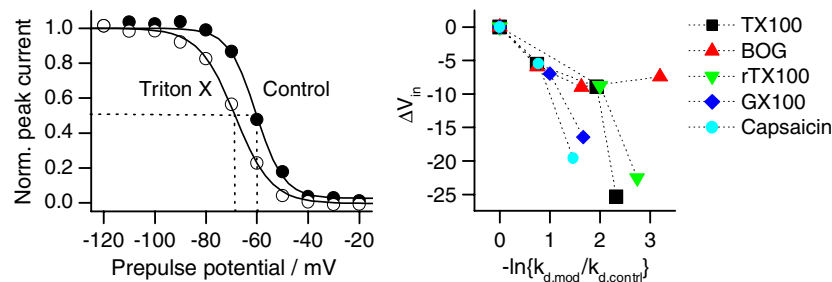 Norm. peak current
1.0
0.8
0.6
0.4
0.2
0.0
Triton X
Control
-120 -100 -80 -60 -40 -20
Prepulse potential / mV
ΔV_in
0
-5
-10
-15
-20
-25
0 1 2 3
-ln{k_d.mod/k_d.contrl}
TX100
BOG
rTX100
GX100
Capsaicin